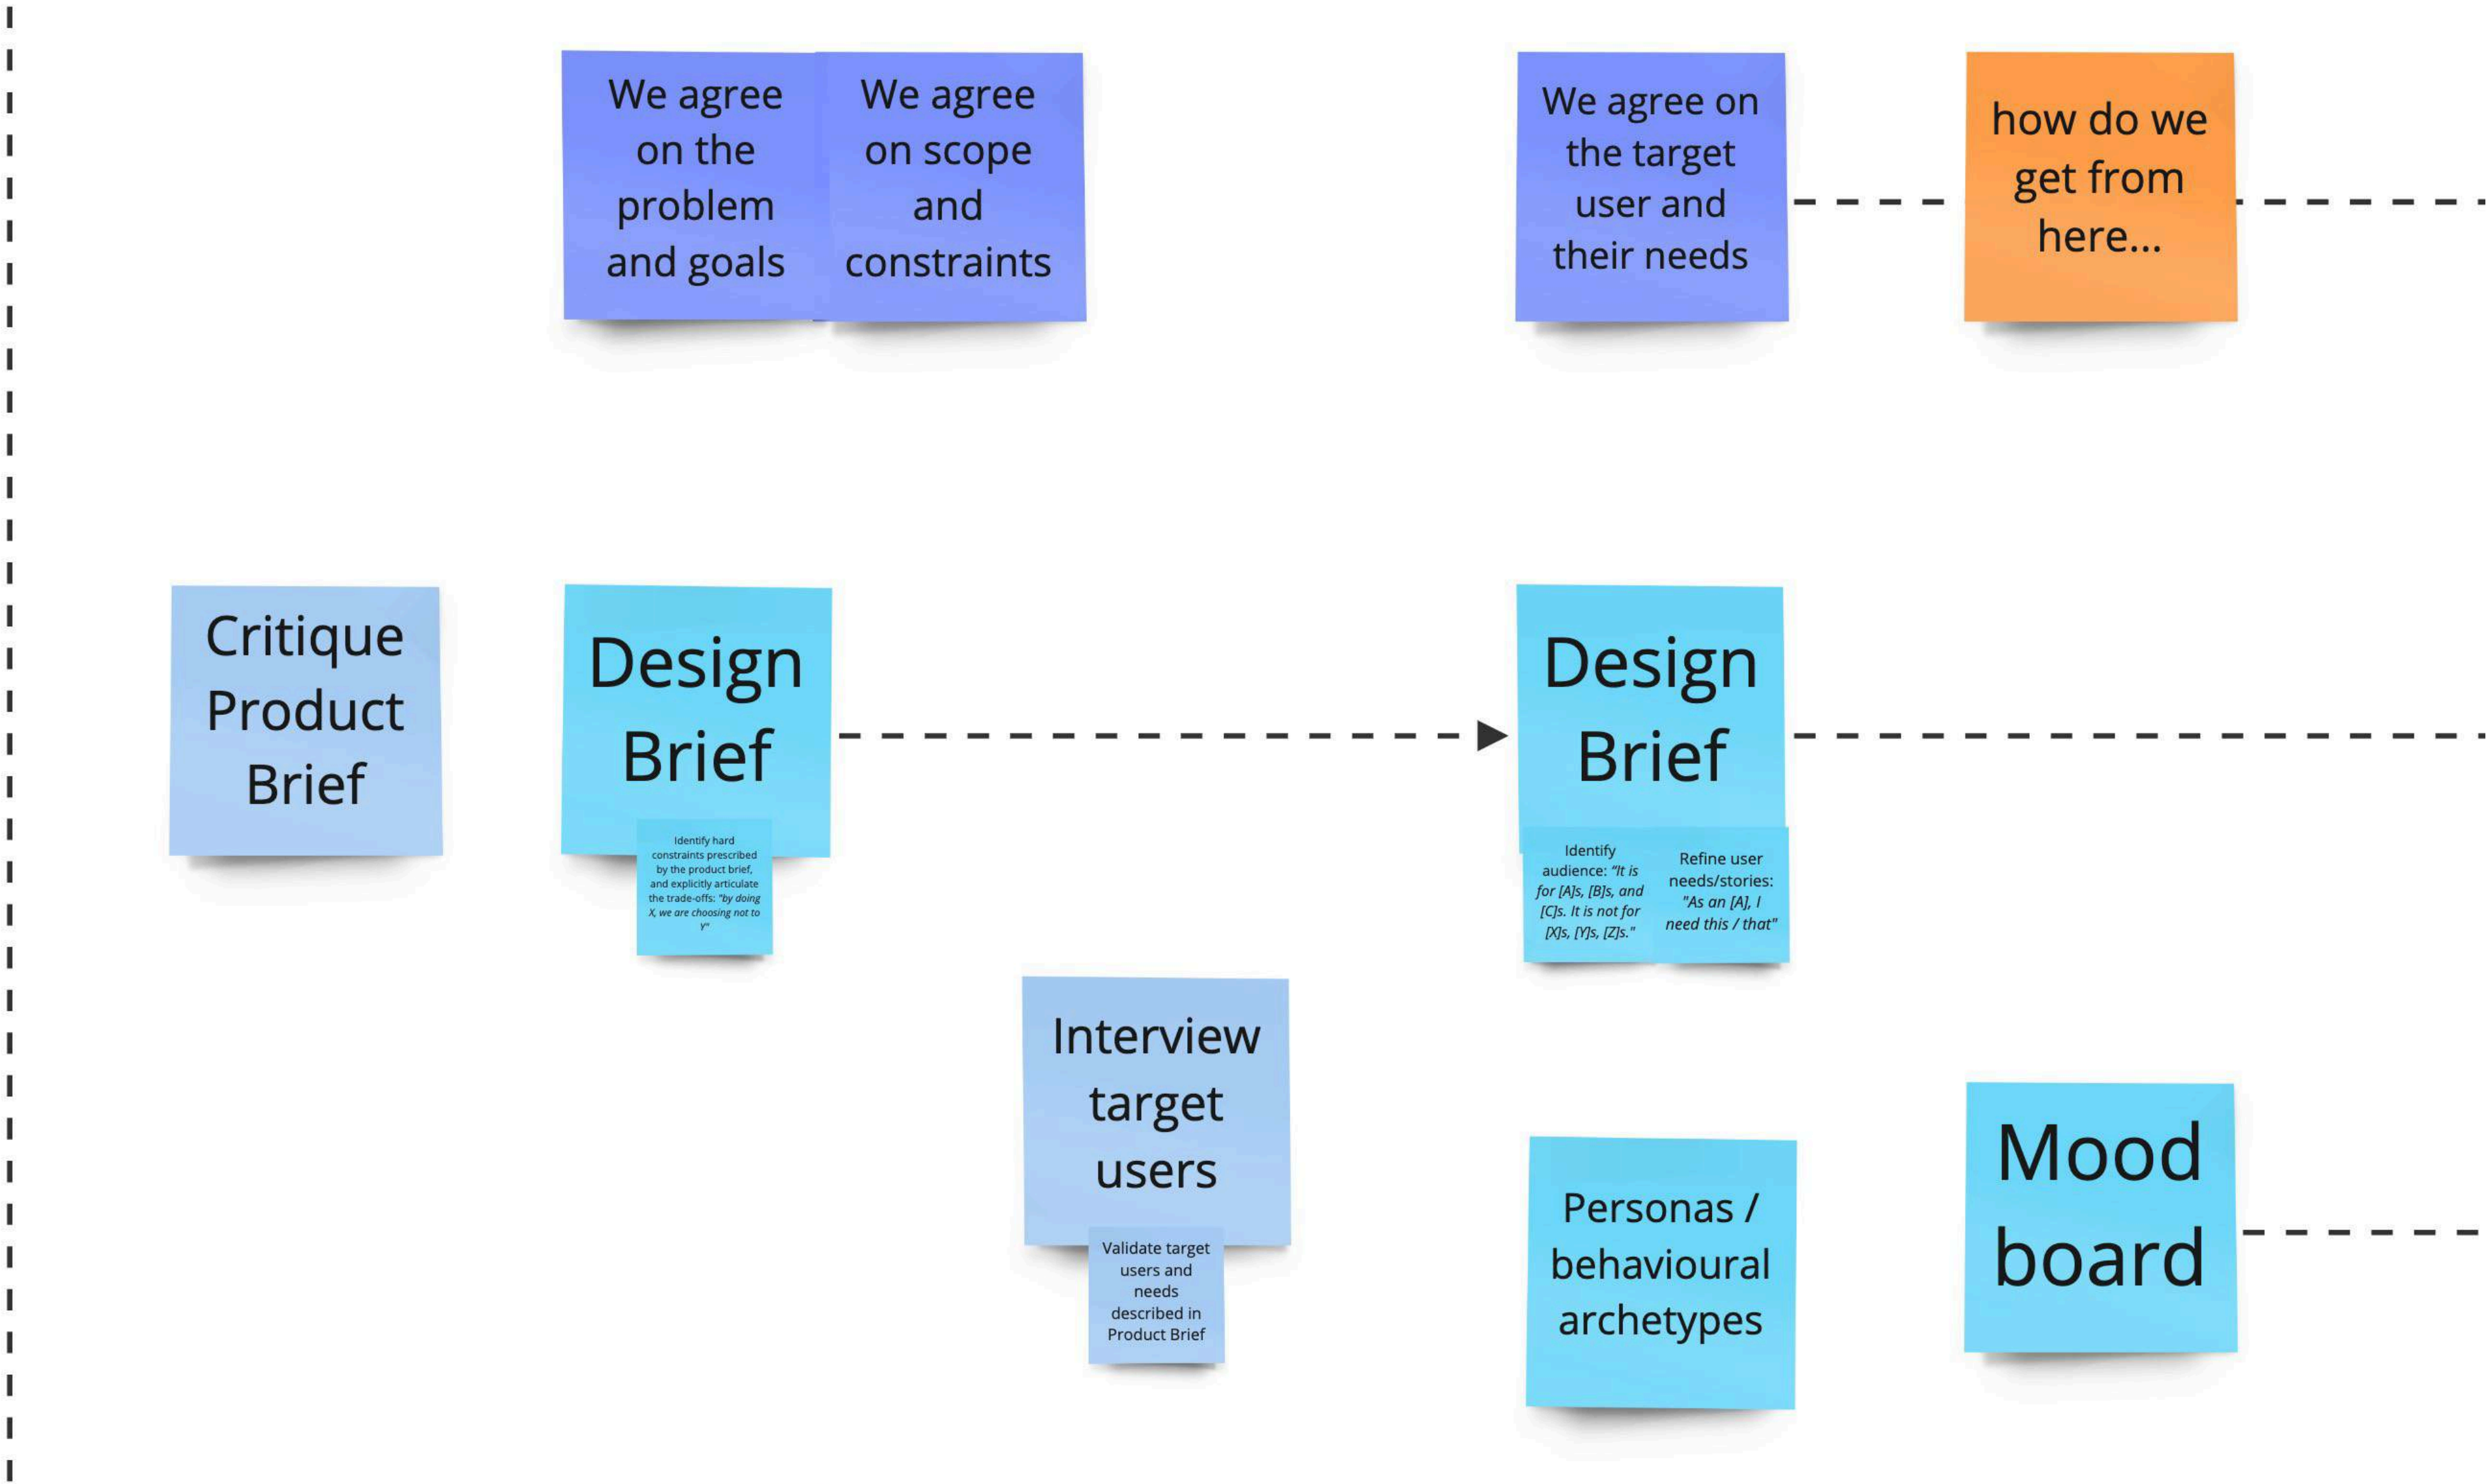 We agree
on the
problem
and goals
We agree
on scope
and
constraints
We agree on
the target
user and
their needs
how do we
get from
here...
Critique
Product
Brief
Design
Brief
Identify hard
constraints prescribed
by the product brief,
and explicitly articulate
the trade-offs: "by doing
X, we are choosing not to
Y"
Design
Brief
Identify
audience: “It is
for [A]s, [B]s, and
[C]s. It is not for
[X]s, [Y]s, [Z]s."
Refine user
needs/stories:
"As an [A], I
need this / that"
Interview
target
users
Validate target
users and
needs
described in
Product Brief
Personas /
behavioural
archetypes
Mood
board